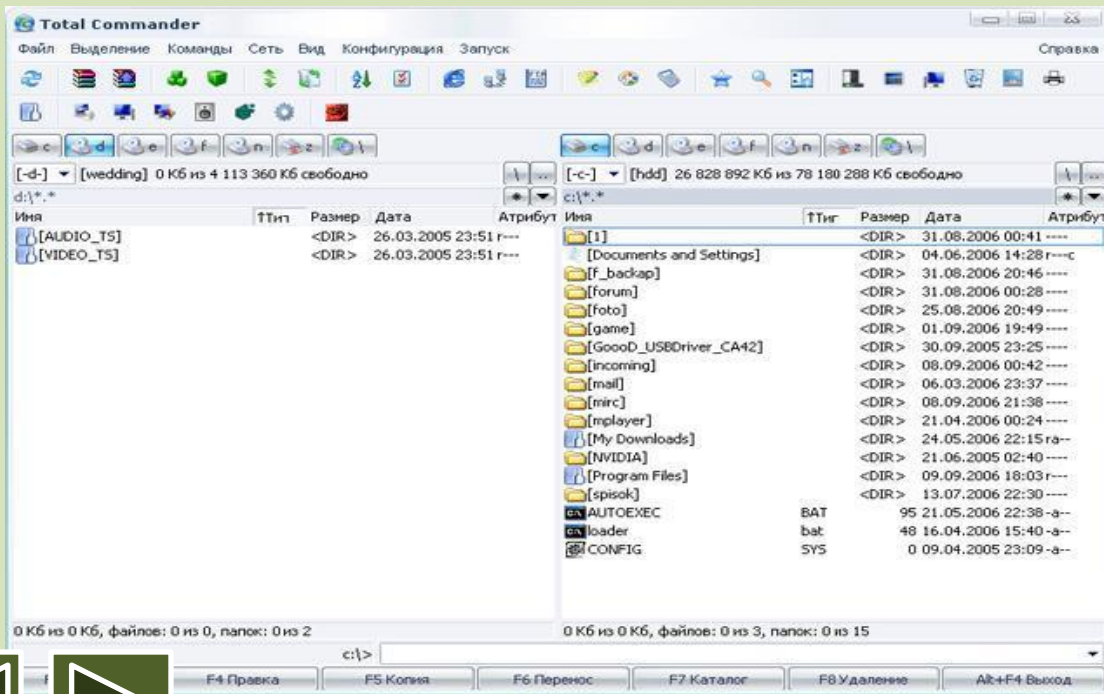 Total Commander
Файл Выделение Команды Сеть Вид Конфигурация Запуск Справка
c d e f n z \ c d e f n z \
[-d-] [wedding] 0 Кб из 4 113 360 Кб свободно \ .. [-c-] [hdd] 26 828 892 Кб из 78 180 288 Кб свободно \ ..
d:\*.* * c:\*.* *
Имя ↑Тип Размер Дата Атрибут Имя ↑Тип Размер Дата Атрибут
[AUDIO_TS] <DIR> 26.03.2005 23:51 r--- [1] <DIR> 31.08.2006 00:41 ----
[VIDEO_TS] <DIR> 26.03.2005 23:51 r--- [Documents and Settings] <DIR> 04.06.2006 14:28 r---c
[f_backap] <DIR> 31.08.2006 20:46 ----
[forum] <DIR> 31.08.2006 00:28 ----
[foto] <DIR> 25.08.2006 20:49 ----
[game] <DIR> 01.09.2006 19:49 ----
[GoooD_USBDriver_CA42] <DIR> 30.09.2005 23:25 ----
[incoming] <DIR> 08.09.2006 00:42 ----
[mail] <DIR> 06.03.2006 23:37 ----
[mirc] <DIR> 08.09.2006 21:38 ----
[mplayer] <DIR> 21.04.2006 00:24 ----
[My Downloads] <DIR> 24.05.2006 22:15 ra--
[NVIDIA] <DIR> 21.06.2005 02:40 ----
[Program Files] <DIR> 09.09.2006 18:03 r---
[spisok] <DIR> 13.07.2006 22:30 ----
AUTOEXEC BAT 95 21.05.2006 22:38 -a--
loader bat 48 16.04.2006 15:40 -a--
CONFIG SYS 0 09.04.2005 23:09 -a--
0 Кб из 0 Кб, файлов: 0 из 0, папок: 0 из 2 0 Кб из 0 Кб, файлов: 0 из 3, папок: 0 из 15
c:\>
F4 Правка F5 Копия F6 Перенос F7 Каталог F8 Удаление Alt+F4 Выход